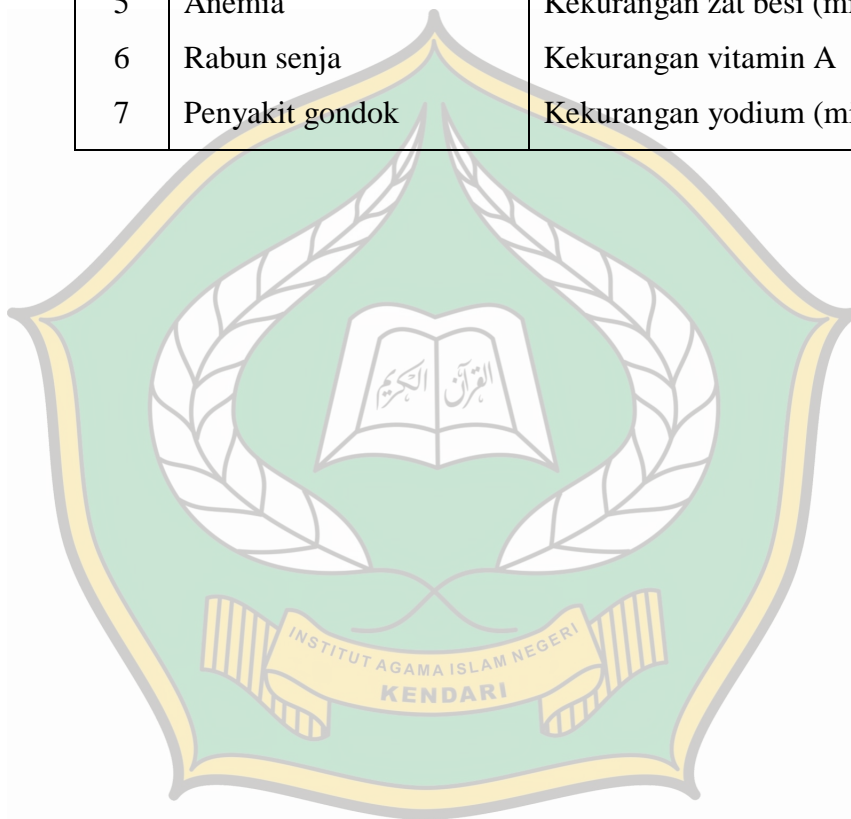 5 Anemia Kekurangan zat besi
6 Rabun senja Kekurangan vitamin A
7 Penyakit gondok Kekurangan yodium
القرآن الكريم
INSTITUT AGAMA ISLAM NEGERI
KENDARI